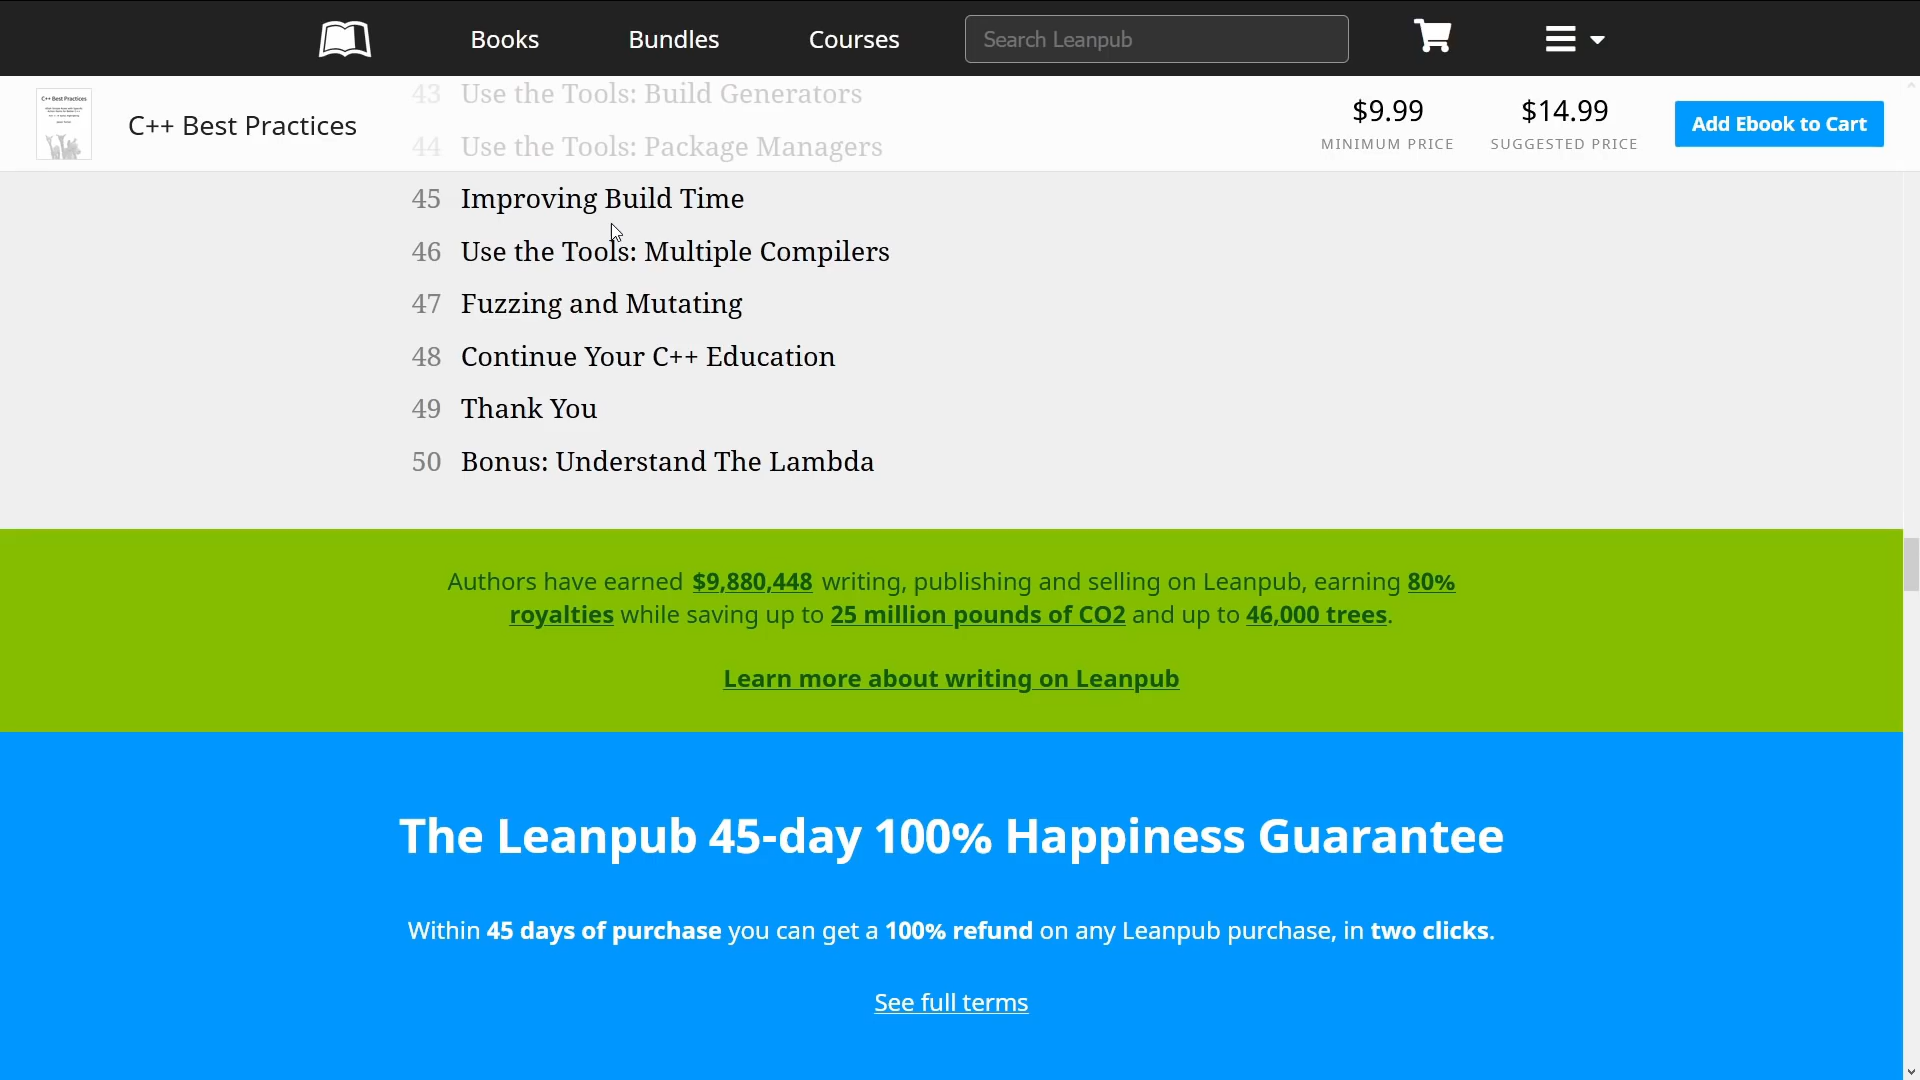 Books
Bundles
Courses
Search Leanpub
C++ Best Practices
C++ Best Practices
$9.99
MINIMUM PRICE
$14.99
SUGGESTED PRICE
Add Ebook to Cart
43 Use the Tools: Build Generators
44 Use the Tools: Package Managers
45 Improving Build Time
46 Use the Tools: Multiple Compilers
47 Fuzzing and Mutating
48 Continue Your C++ Education
49 Thank You
50 Bonus: Understand The Lambda
Authors have earned $9,880,448 writing, publishing and selling on Leanpub, earning 80%
royalties while saving up to 25 million pounds of CO2 and up to 46,000 trees.
Learn more about writing on Leanpub
The Leanpub 45-day 100% Happiness Guarantee
Within 45 days of purchase you can get a 100% refund on any Leanpub purchase, in two clicks.
See full terms